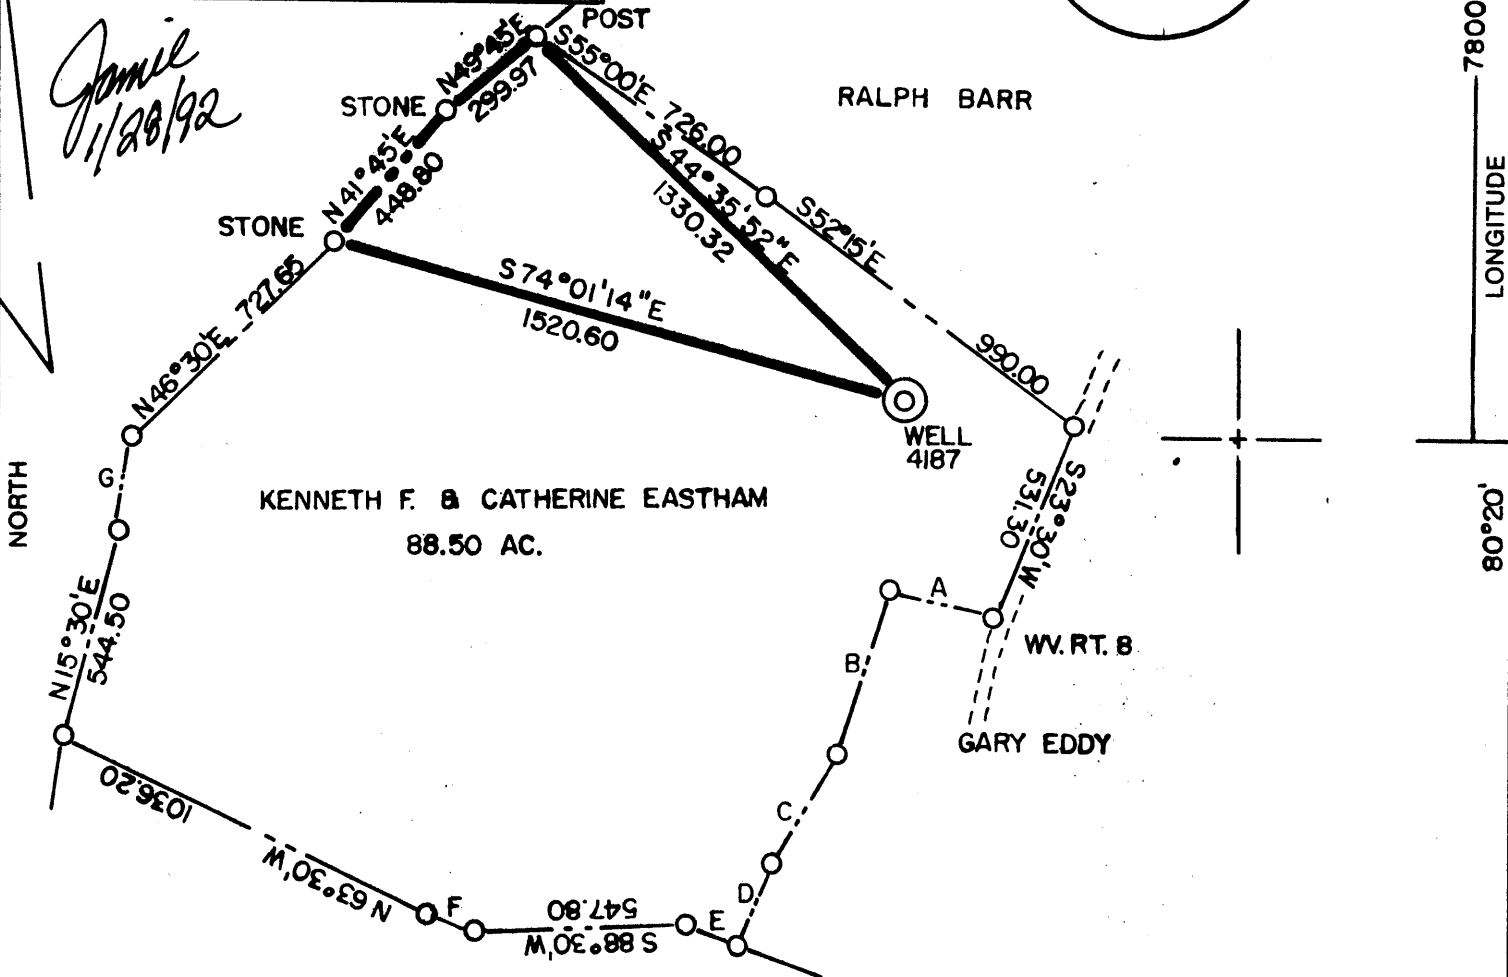 POST
Jamie
1/28/92
N49°45'E
299.97
S55°00'E
726.00
RALPH BARR
7800
LONGITUDE
80°20'
STONE
N41°45'E
448.80
STONE
S44°35'52"E
1330.32
S52°15'E
990.00
S74°01'14"E
1520.60
727.65
N46°30'E
WELL
4187
G
NORTH
KENNETH F. & CATHERINE EASTHAM
88.50 AC.
S23°30'W
531.30
A
WV. RT. 8
GARY EDDY
B
N15°30'E
544.50
C
D
E
1036.20
N63°30'W
F
547.80
S88°30'W